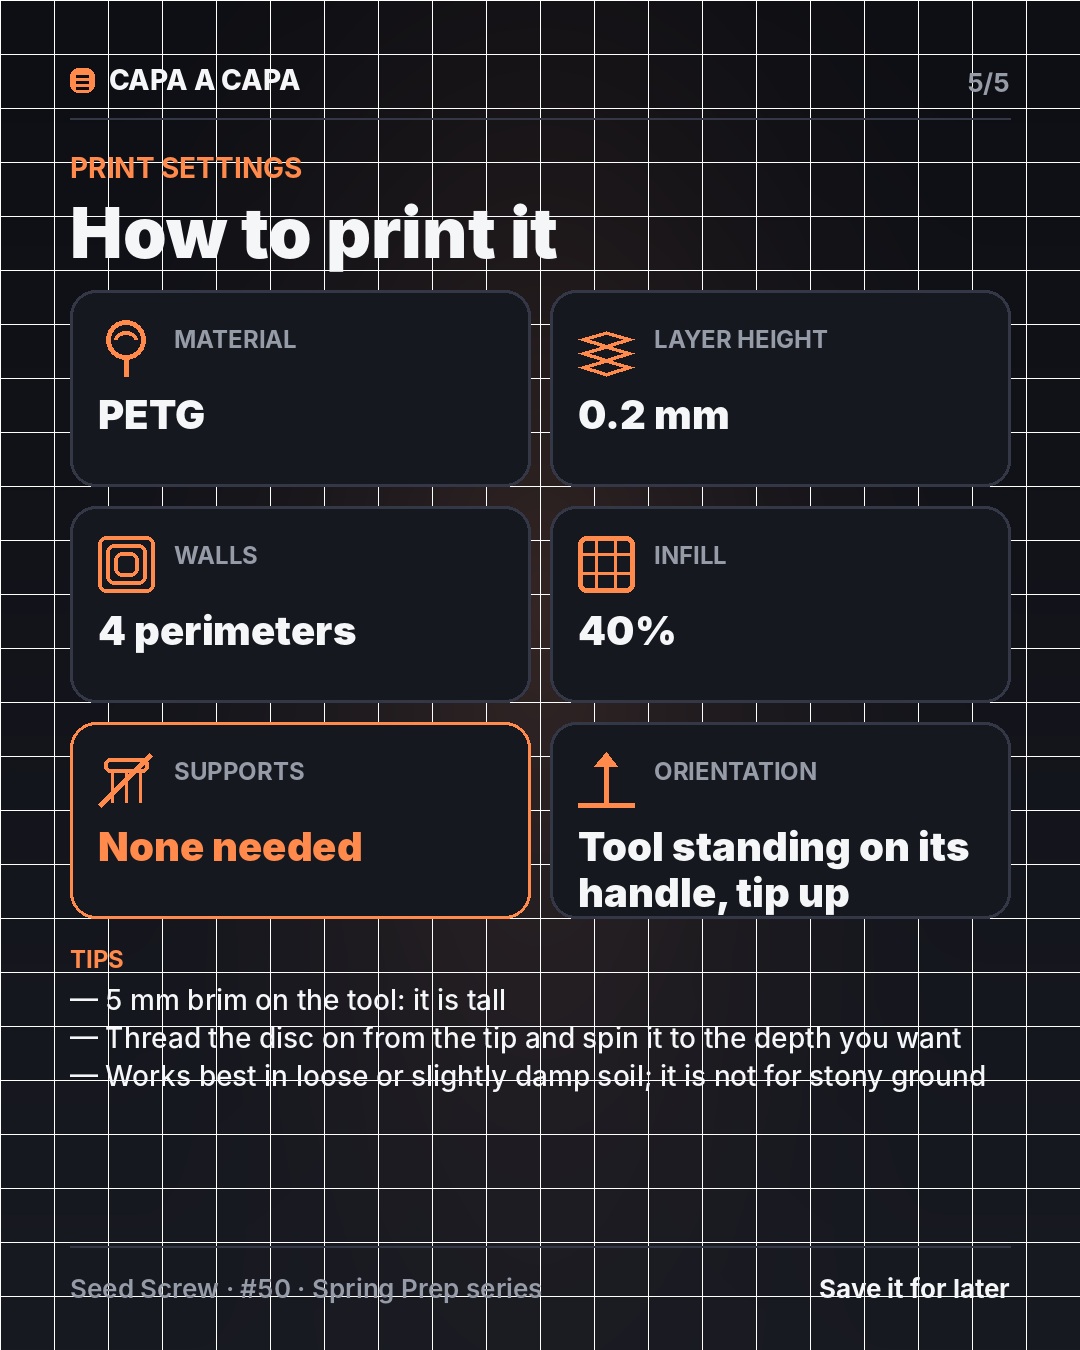 CAPA A CAPA
5/5
PRINT SETTINGS
How to print it
MATERIAL
PETG
LAYER HEIGHT
0.2 mm
WALLS
4 perimeters
INFILL
40%
SUPPORTS
None needed
ORIENTATION
Tool standing on its
handle, tip up
TIPS
— 5 mm brim on the tool: it is tall
— Thread the disc on from the tip and spin it to the depth you want
— Works best in loose or slightly damp soil; it is not for stony ground
Seed Screw · #50 · Spring Prep series
Save it for later